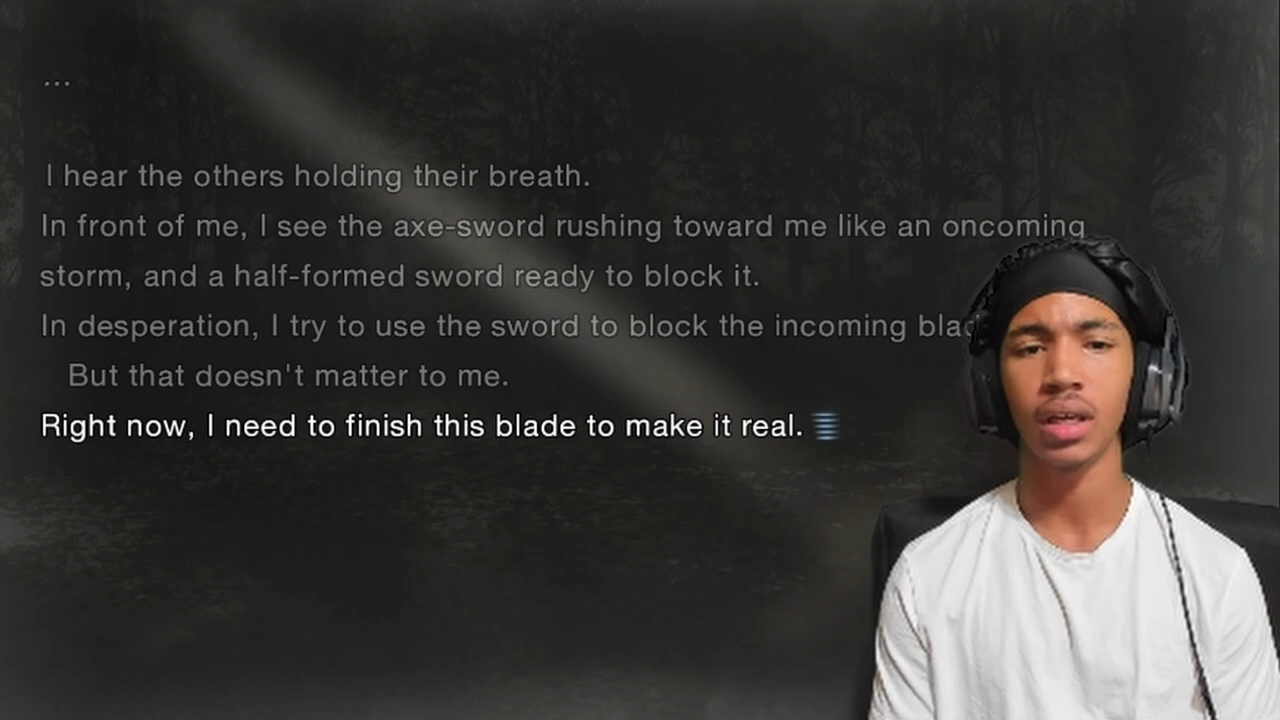 ...
I hear the others holding their breath.
In front of me, I see the axe-sword rushing toward me like an oncoming
storm, and a half-formed sword ready to block it.
In desperation, I try to use the sword to block the incoming
But that doesn't matter to me.
Right now, I need to finish this blade to make it real.